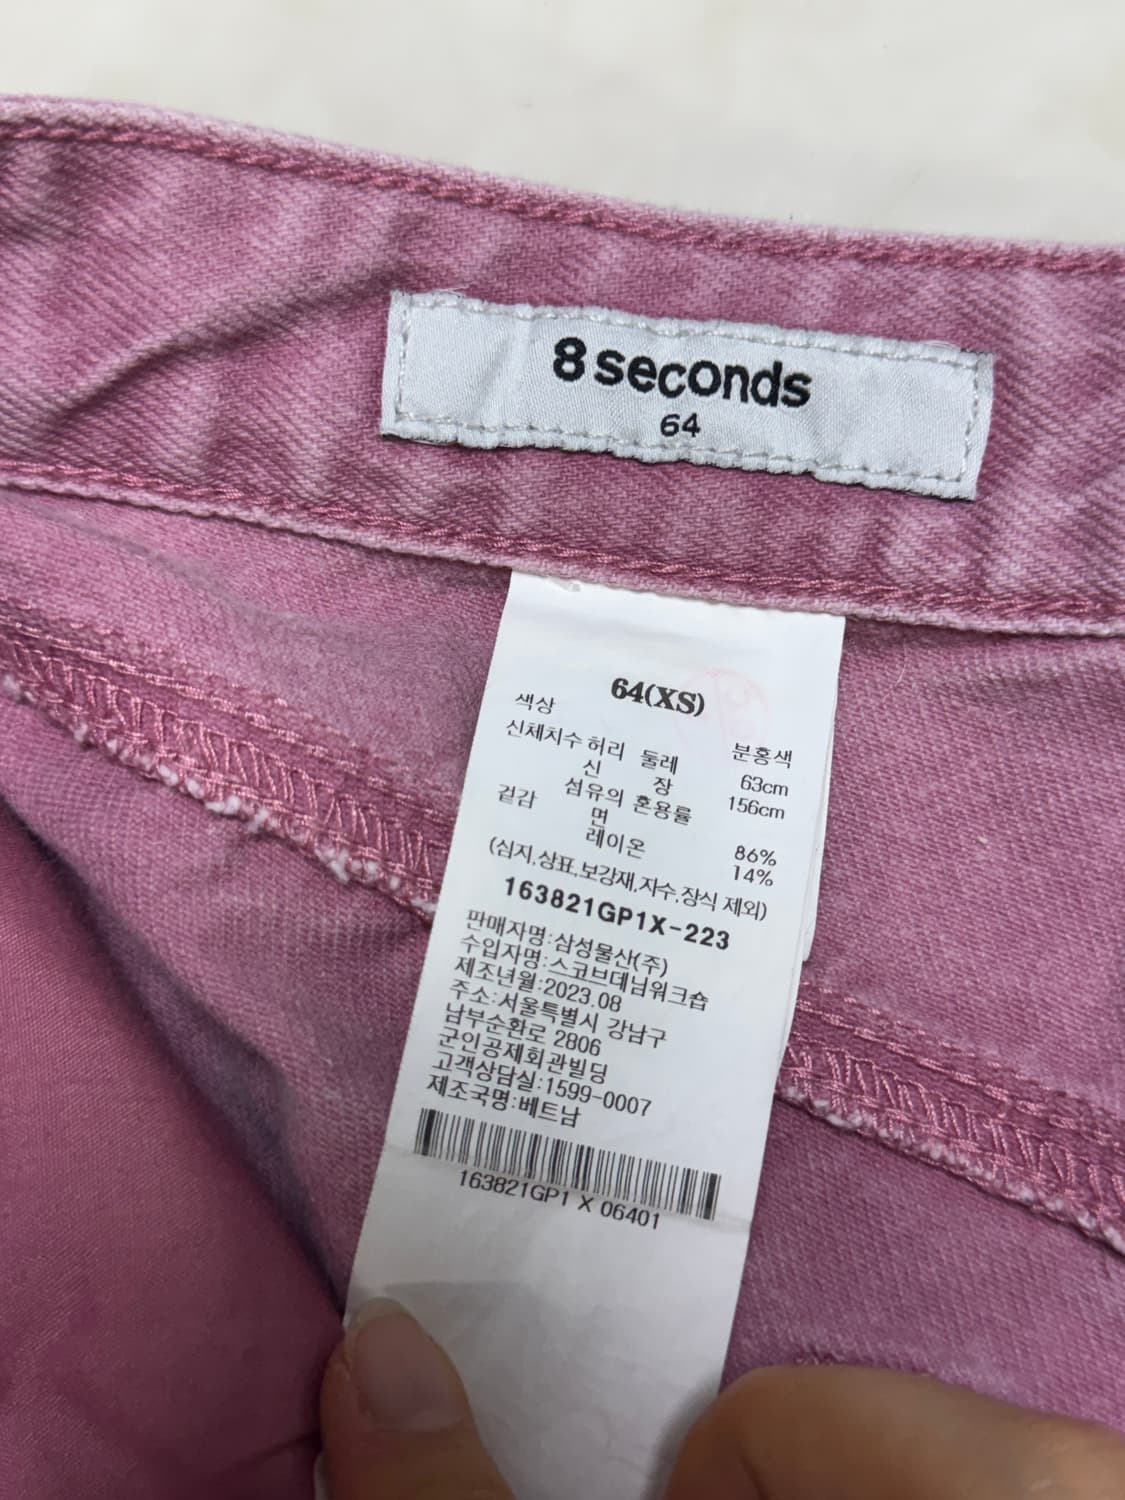 8 seconds
64
64(XS)
색상 분홍색
신체치수 허리 둘레 63cm
신 장 156cm
섬유의 혼용률
겉감 면 86%
레이온 14%
(심지,상표,보강재,자수,장식 제외)
163821GP1X-223
판매자명:삼성물산(주)
수입자명:스코브데님워크숍
제조년월:2023.08
주소:서울특별시 강남구
남부순환로 2806
군인공제회관빌딩
고객상담실:1599-0007
제조국명:베트남
163821GP1 X 06401